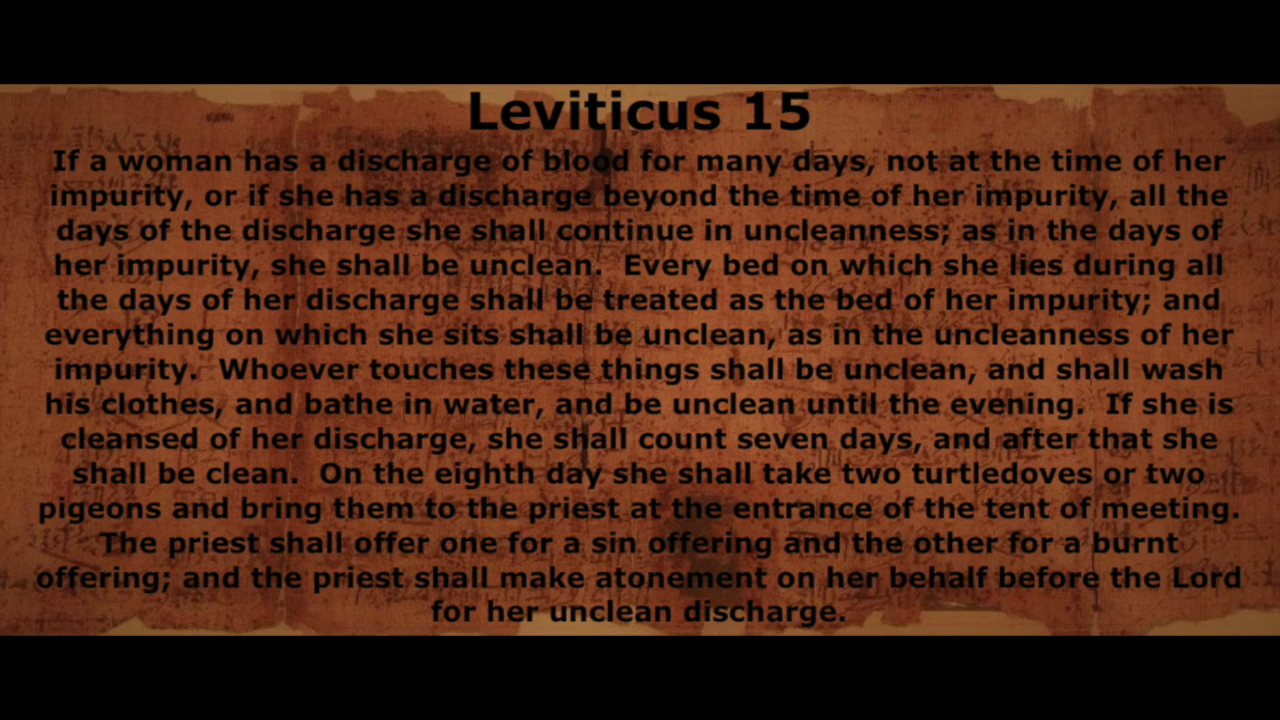 Leviticus 15
If a woman has a discharge of blood for many days, not at the time of her
impurity, or if she has a discharge beyond the time of her impurity, all the
days of the discharge she shall continue in uncleanness; as in the days of
her impurity, she shall be unclean.  Every bed on which she lies during all
the days of her discharge shall be treated as the bed of her impurity; and
everything on which she sits shall be unclean, as in the uncleanness of her
impurity.  Whoever touches these things shall be unclean, and shall wash
his clothes, and bathe in water, and be unclean until the evening.  If she is
cleansed of her discharge, she shall count seven days, and after that she
shall be clean.  On the eighth day she shall take two turtledoves or two
pigeons and bring them to the priest at the entrance of the tent of meeting.
The priest shall offer one for a sin offering and the other for a burnt
offering; and the priest shall make atonement on her behalf before the Lord
for her unclean discharge.